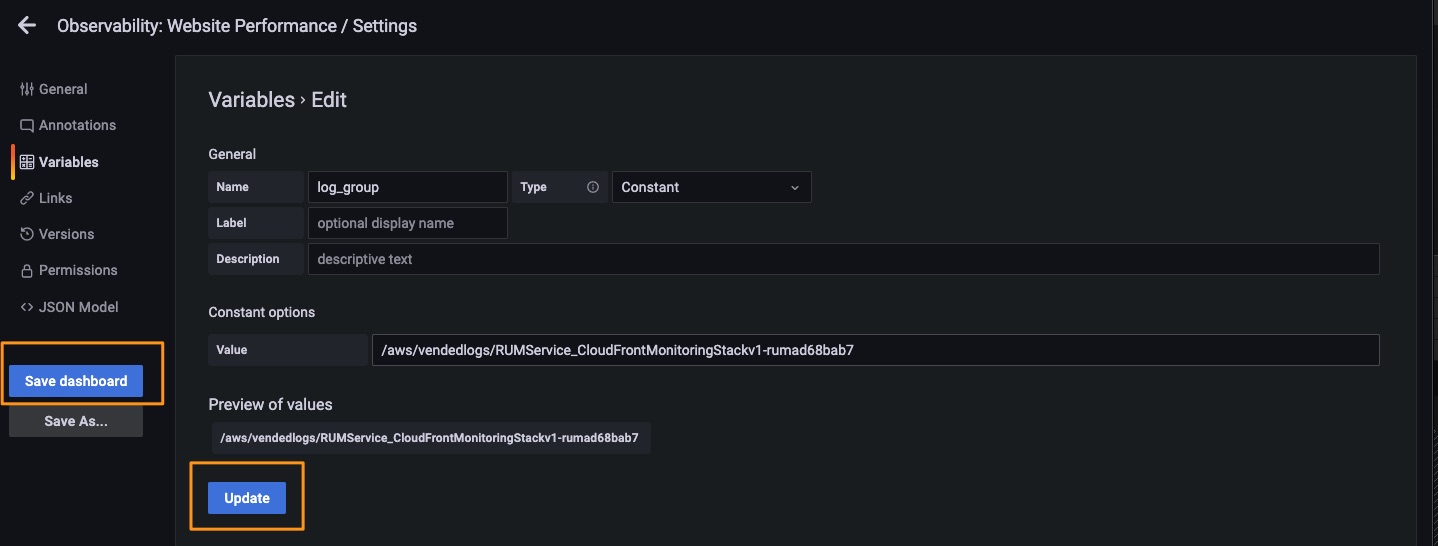 Observability: Website Performance / Settings
General
Annotations
Variables
Links
Versions
Permissions
JSON Model
Save dashboard
Save As...
Variables › Edit
General
Name log_group Type Constant
Label optional display name
Description descriptive text
Constant options
Value /aws/vendedlogs/RUMService_CloudFrontMonitoringStackv1-rumad68bab7
Preview of values
/aws/vendedlogs/RUMService_CloudFrontMonitoringStackv1-rumad68bab7
Update